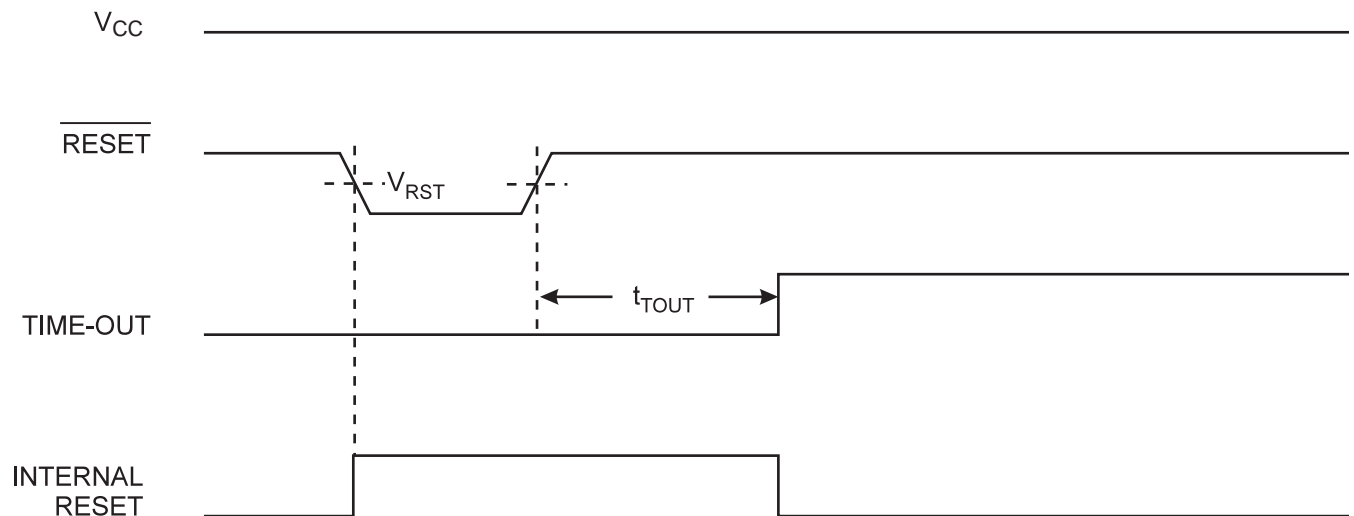 VCC
RESET
VRST
tTOUT
TIME-OUT
INTERNAL
RESET